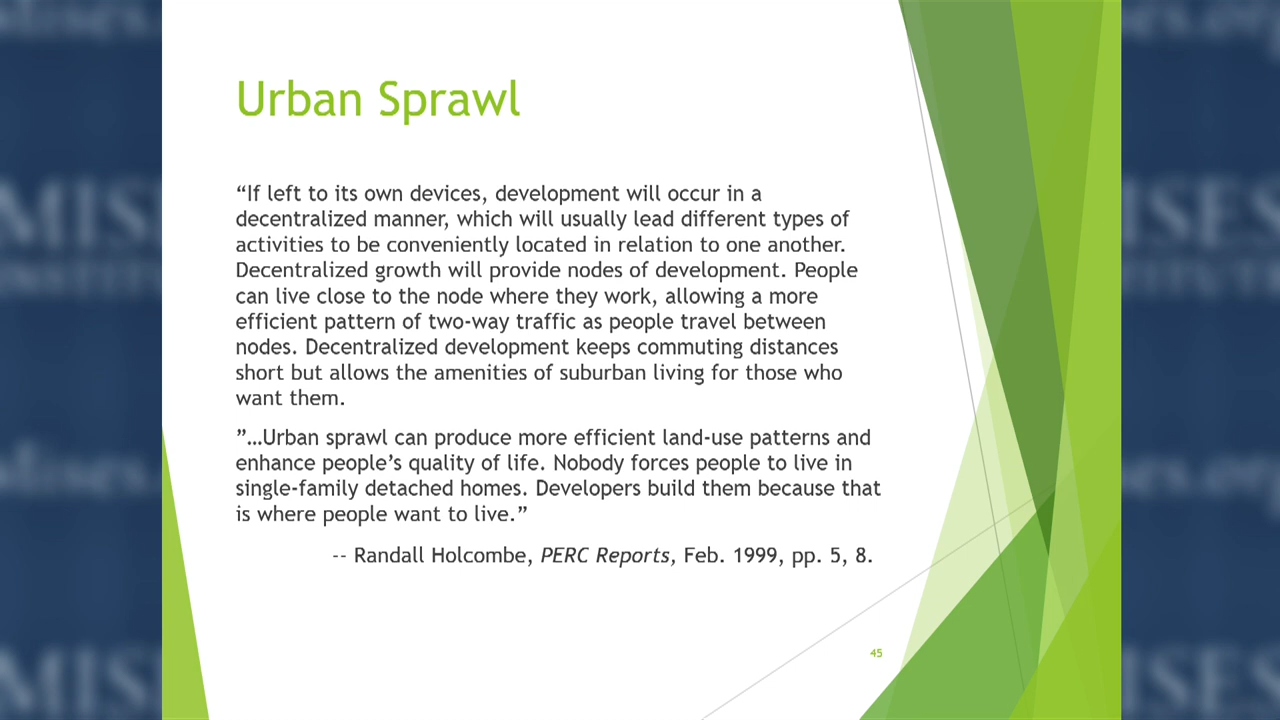 Urban Sprawl
“If left to its own devices, development will occur in a
decentralized manner, which will usually lead different types of
activities to be conveniently located in relation to one another.
Decentralized growth will provide nodes of development. People
can live close to the node where they work, allowing a more
efficient pattern of two-way traffic as people travel between
nodes. Decentralized development keeps commuting distances
short but allows the amenities of suburban living for those who
want them.
”…Urban sprawl can produce more efficient land-use patterns and
enhance people’s quality of life. Nobody forces people to live in
single-family detached homes. Developers build them because that
is where people want to live.”
-- Randall Holcombe, PERC Reports, Feb. 1999, pp. 5, 8.
45